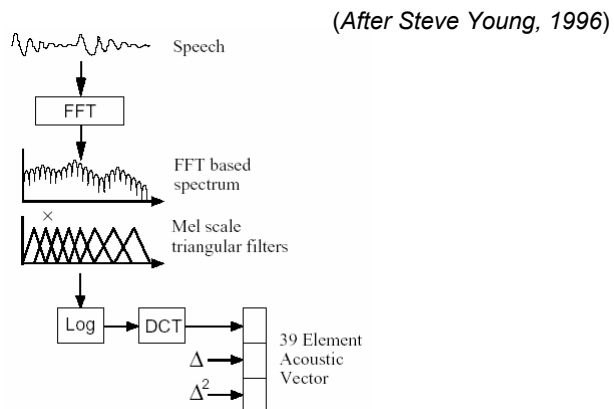 (After Steve Young, 1996)
Speech
FFT
FFT based
spectrum
×
Mel scale
triangular filters
Log
DCT
39 Element
Acoustic
Vector
Δ
Δ²